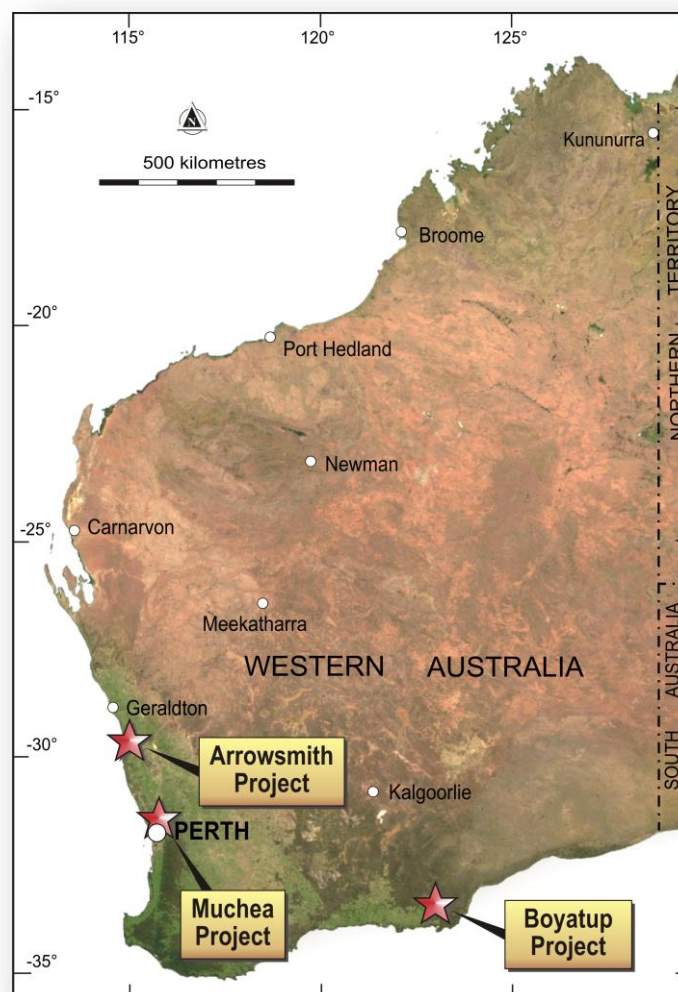 115°
120°
125°
-15°
N
500 kilometres
Kununurra
Broome
NORTHERN TERRITORY
-20°
Port Hedland
Newman
-25°
Carnarvon
Meekatharra
WESTERN AUSTRALIA
SOUTH AUSTRALIA
Geraldton
-30°
Arrowsmith
Project
Kalgoorlie
PERTH
Muchea
Project
Boyatup
Project
-35°